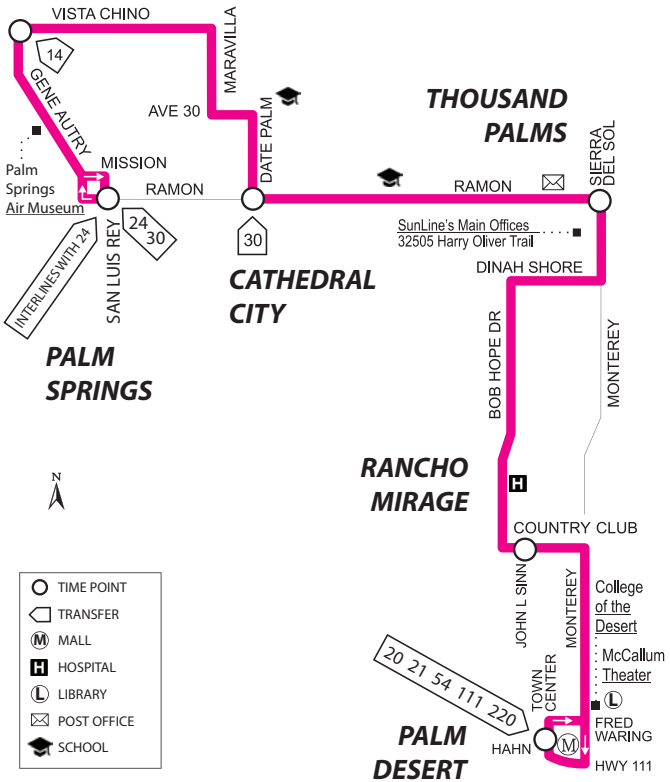 VISTA CHINO
14
GENE AUTRY
MARAVILLA
AVE 30
DATE PALM
THOUSAND
PALMS
Palm
Springs
Air Museum
MISSION
RAMON
RAMON
SIERRA
DEL SOL
SunLine's Main Offices
32505 Harry Oliver Trail
INTERLINES WITH 24
SAN LUIS REY
24
30
30
CATHEDRAL
CITY
DINAH SHORE
PALM
SPRINGS
BOB HOPE DR
MONTEREY
RANCHO
MIRAGE
H
N
COUNTRY CLUB
JOHN L SINN
MONTEREY
College
of the
Desert
McCallum
Theater
L
20 21 54 111 220
TOWN
CENTER
FRED
WARING
HAHN
M
HWY 111
PALM
DESERT
TIME POINT
TRANSFER
M MALL
H HOSPITAL
L LIBRARY
POST OFFICE
SCHOOL